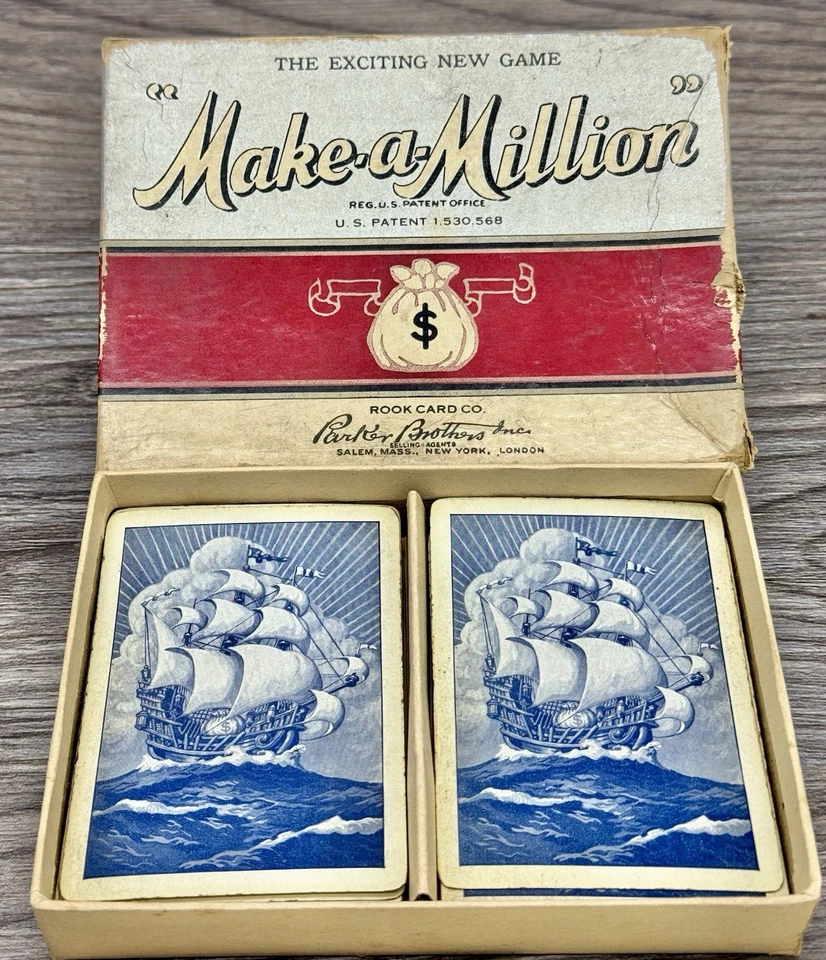 THE EXCITING NEW GAME
“Make-a-Million”
REG. U.S. PATENT OFFICE
U. S. PATENT 1,530,568
$
ROOK CARD CO.
Parker Brothers Inc.
SELLING AGENTS
SALEM, MASS., NEW YORK, LONDON
$
$